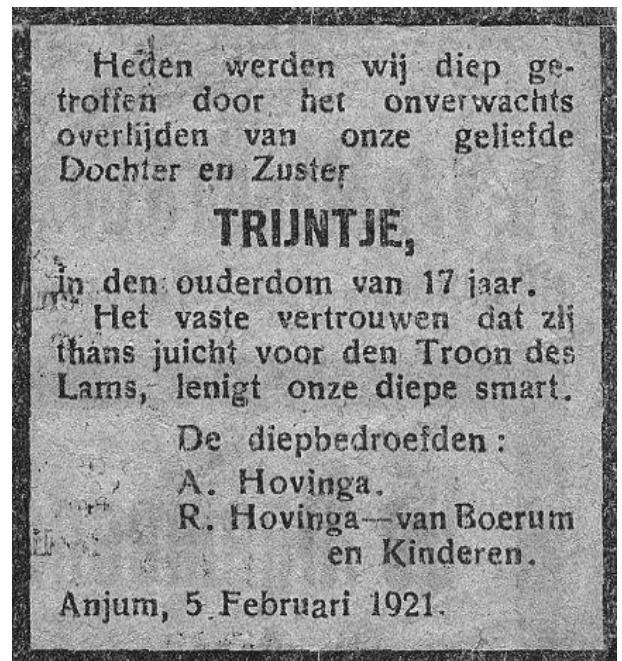 Heden werden wij diep ge-
troffen door het onverwachts
overlijden van onze geliefde
Dochter en Zuster
TRIJNTJE,
in den ouderdom van 17 jaar.
Het vaste vertrouwen dat zij
thans juicht voor den Troon des
Lams, lenigt onze diepe smart.
De diepbedroefden:
A. Hovinga.
R. Hovinga—van Boerum
en Kinderen.
Anjum, 5 Februari 1921.